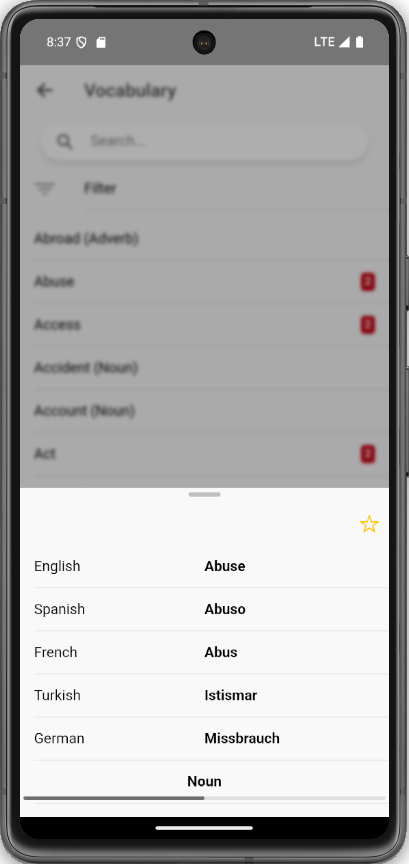 8:37 LTE
Vocabulary
Search...
Filter
Abroad (Adverb)
Abuse 2
Access 2
Accident (Noun)
Account (Noun)
Act 2
English Abuse
Spanish Abuso
French Abus
Turkish Istismar
German Missbrauch
Noun